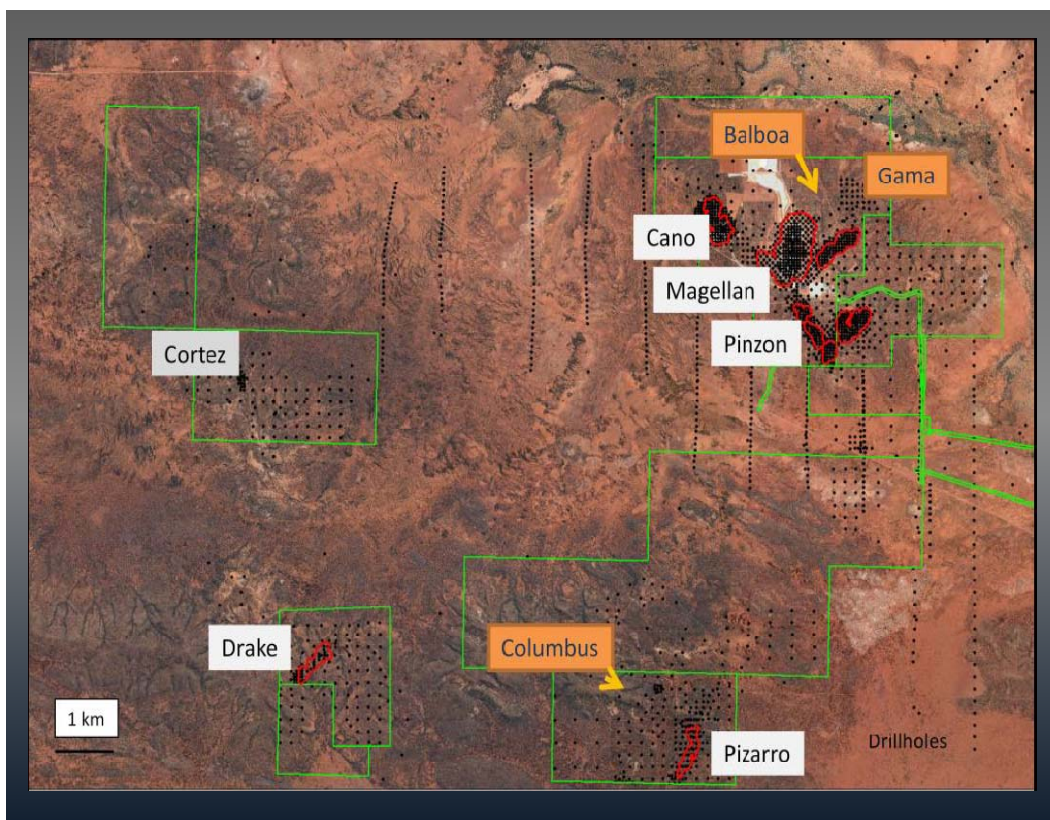 Balboa
Gama
Cano
Magellan
Pinzon
Cortez
Drake
Columbus
1 km
Pizarro
Drillholes